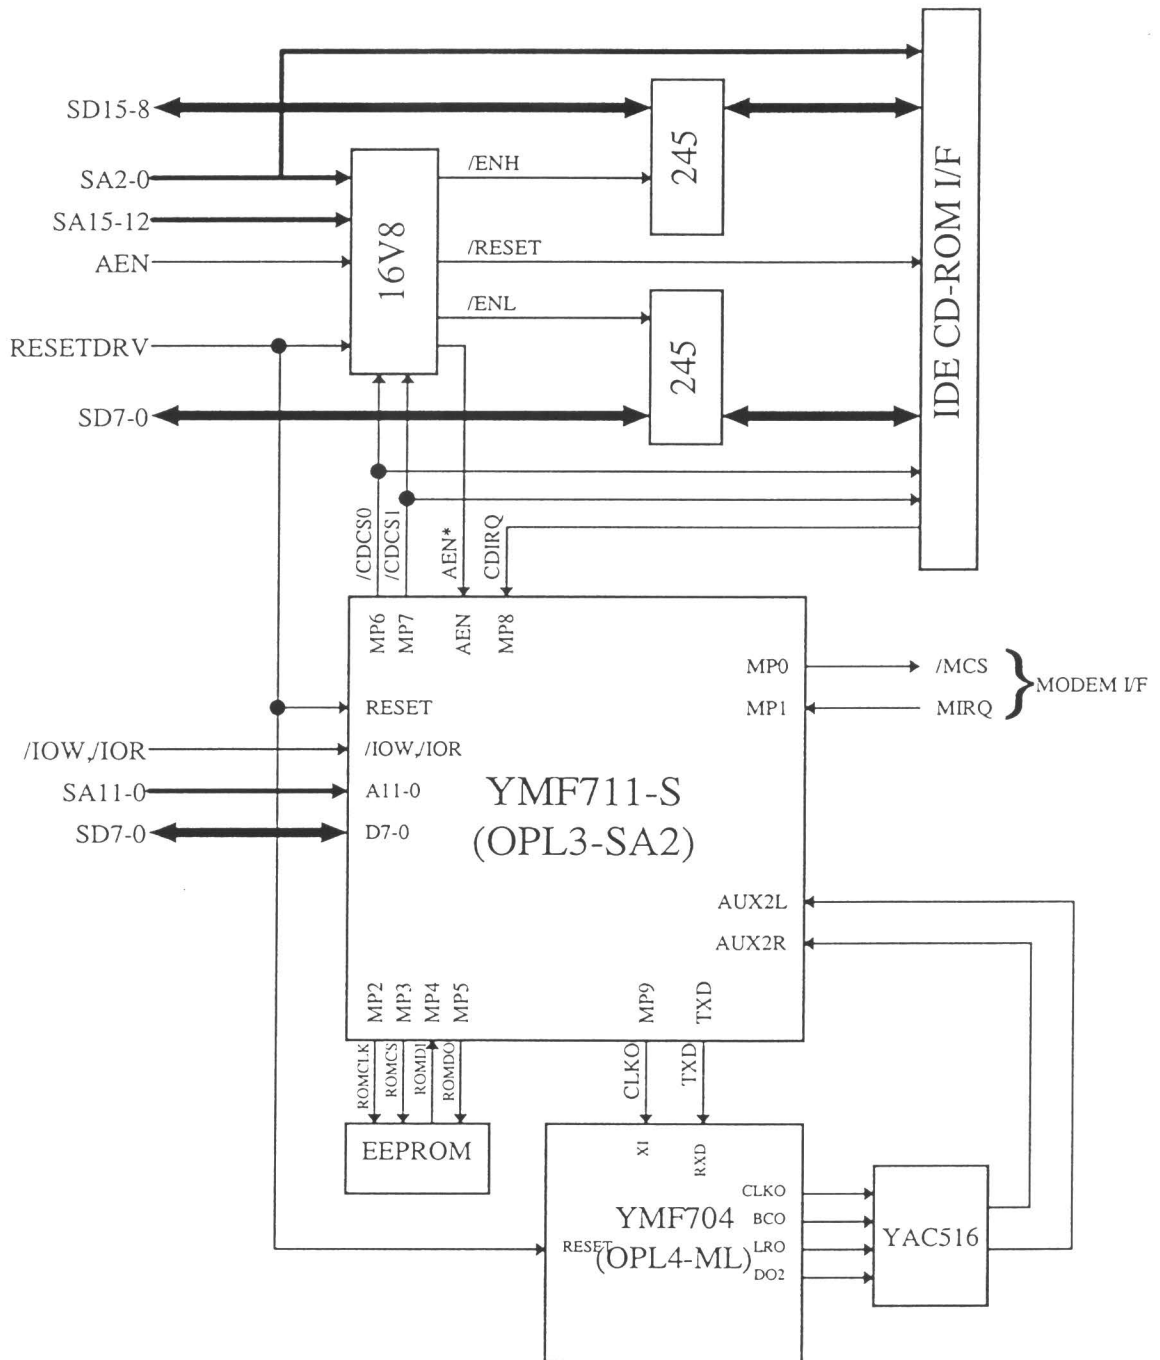 SD15-8
SA2-0
SA15-12
AEN
RESETDRV
SD7-0
16V8
/ENH
/RESET
/ENL
245
245
IDE CD-ROM I/F
/CDCS0
/CDCS1
AEN*
CDIRQ
MP6
MP7
AEN
MP8
MP0
/MCS
MP1
MIRQ
MODEM I/F
RESET
/IOW,/IOR
/IOW,/IOR
SA11-0
A11-0
SD7-0
D7-0
YMF711-S
(OPL3-SA2)
AUX2L
AUX2R
MP2
MP3
MP4
MP5
MP9
TXD
ROMCLK
ROMCS
ROMDI
ROMDO
CLKO
TXD
EEPROM
XI
RXD
CLKO
BCO
LRO
DO2
RESET
YMF704
(OPL4-ML)
YAC516